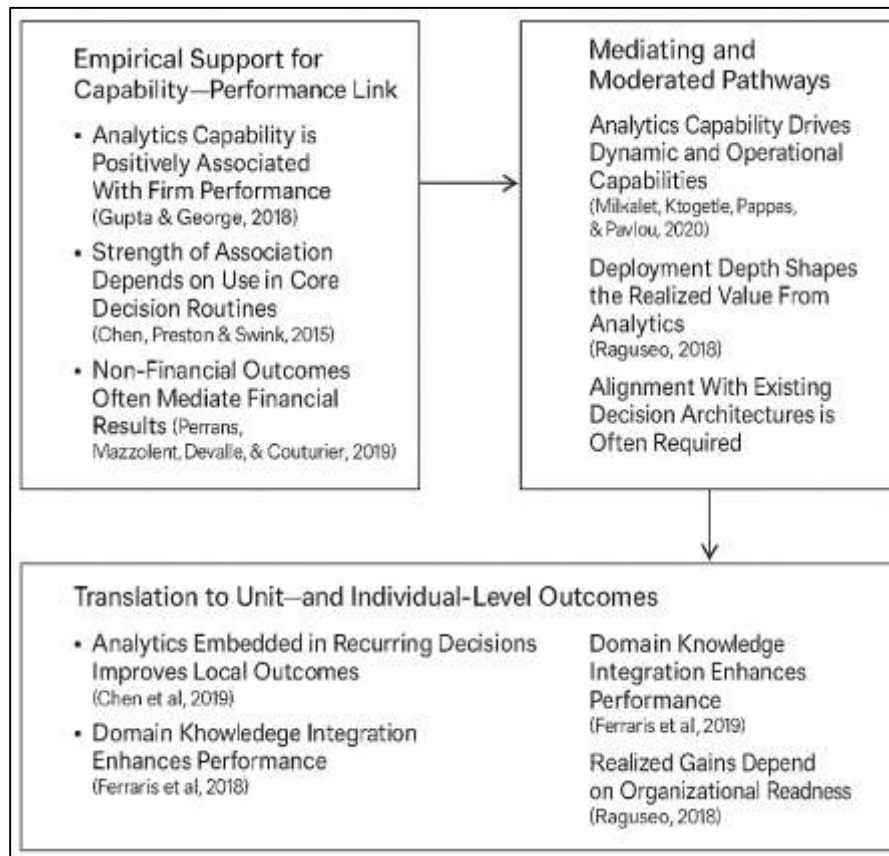 Empirical Support for
Capability—Performance Link
• Analytics Capability is
Positively Associated
With Firm Performance
(Gupta & George, 2018)
• Strength of Association
Depends on Use in Core
Decision Routines
(Chen, Preston & Swink, 2015)
• Non-Financial Outcomes
Often Mediate Financial
Results (Perrans,
Mazzolent, Devalle, & Couturier, 2019)
Mediating and
Moderated Pathways
Analytics Capability Drives
Dynamic and Operational
Capabilities
(Milkalet, Ktogetle, Pappas,
& Pavlou, 2020)
Deployment Depth Shapes
the Realized Value From
Analytics
(Raguseo, 2018)
Alignment With Existing
Decision Architectures is
Often Required
Translation to Unit—and Individual-Level Outcomes
• Analytics Embedded in Recurring Decisions
Improves Local Outcomes
(Chen et al, 2019)
• Domain Khowledege Integration
Enhances Performance
(Ferraris et al, 2018)
Domain Knowledge
Integration Enhances
Performance
(Ferraris et al, 2019)
Realized Gains Depend
on Organizational Readness
(Raguseo, 2018)